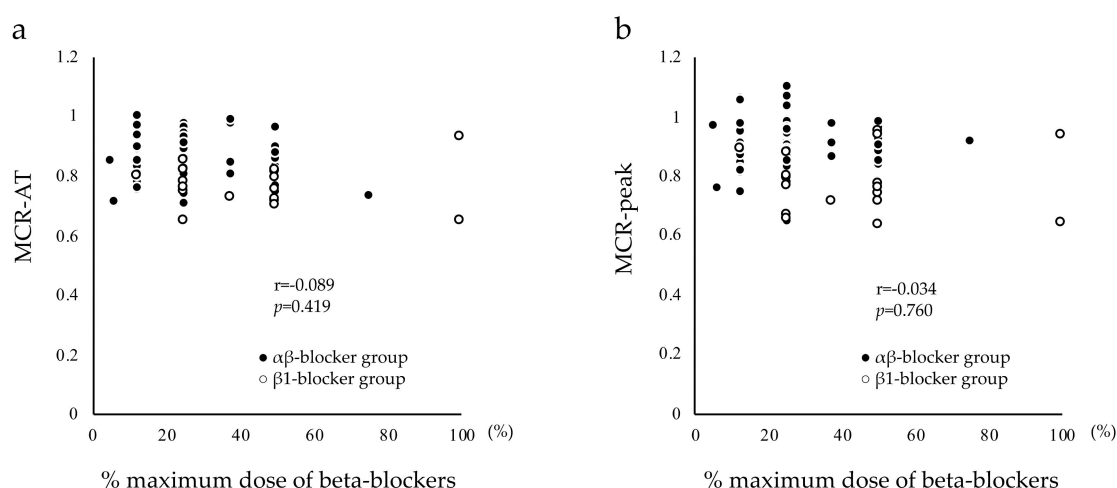 a
1.2
1
0.8
0.6
0.4
0.2
0
MCR-AT
r=-0.089
p=0.419
αβ-blocker group
β1-blocker group
0 20 40 60 80 100 (%)
% maximum dose of beta-blockers
b
1.2
1
0.8
0.6
0.4
0.2
0
MCR-peak
r=-0.034
p=0.760
αβ-blocker group
β1-blocker group
0 20 40 60 80 100 (%)
% maximum dose of beta-blockers